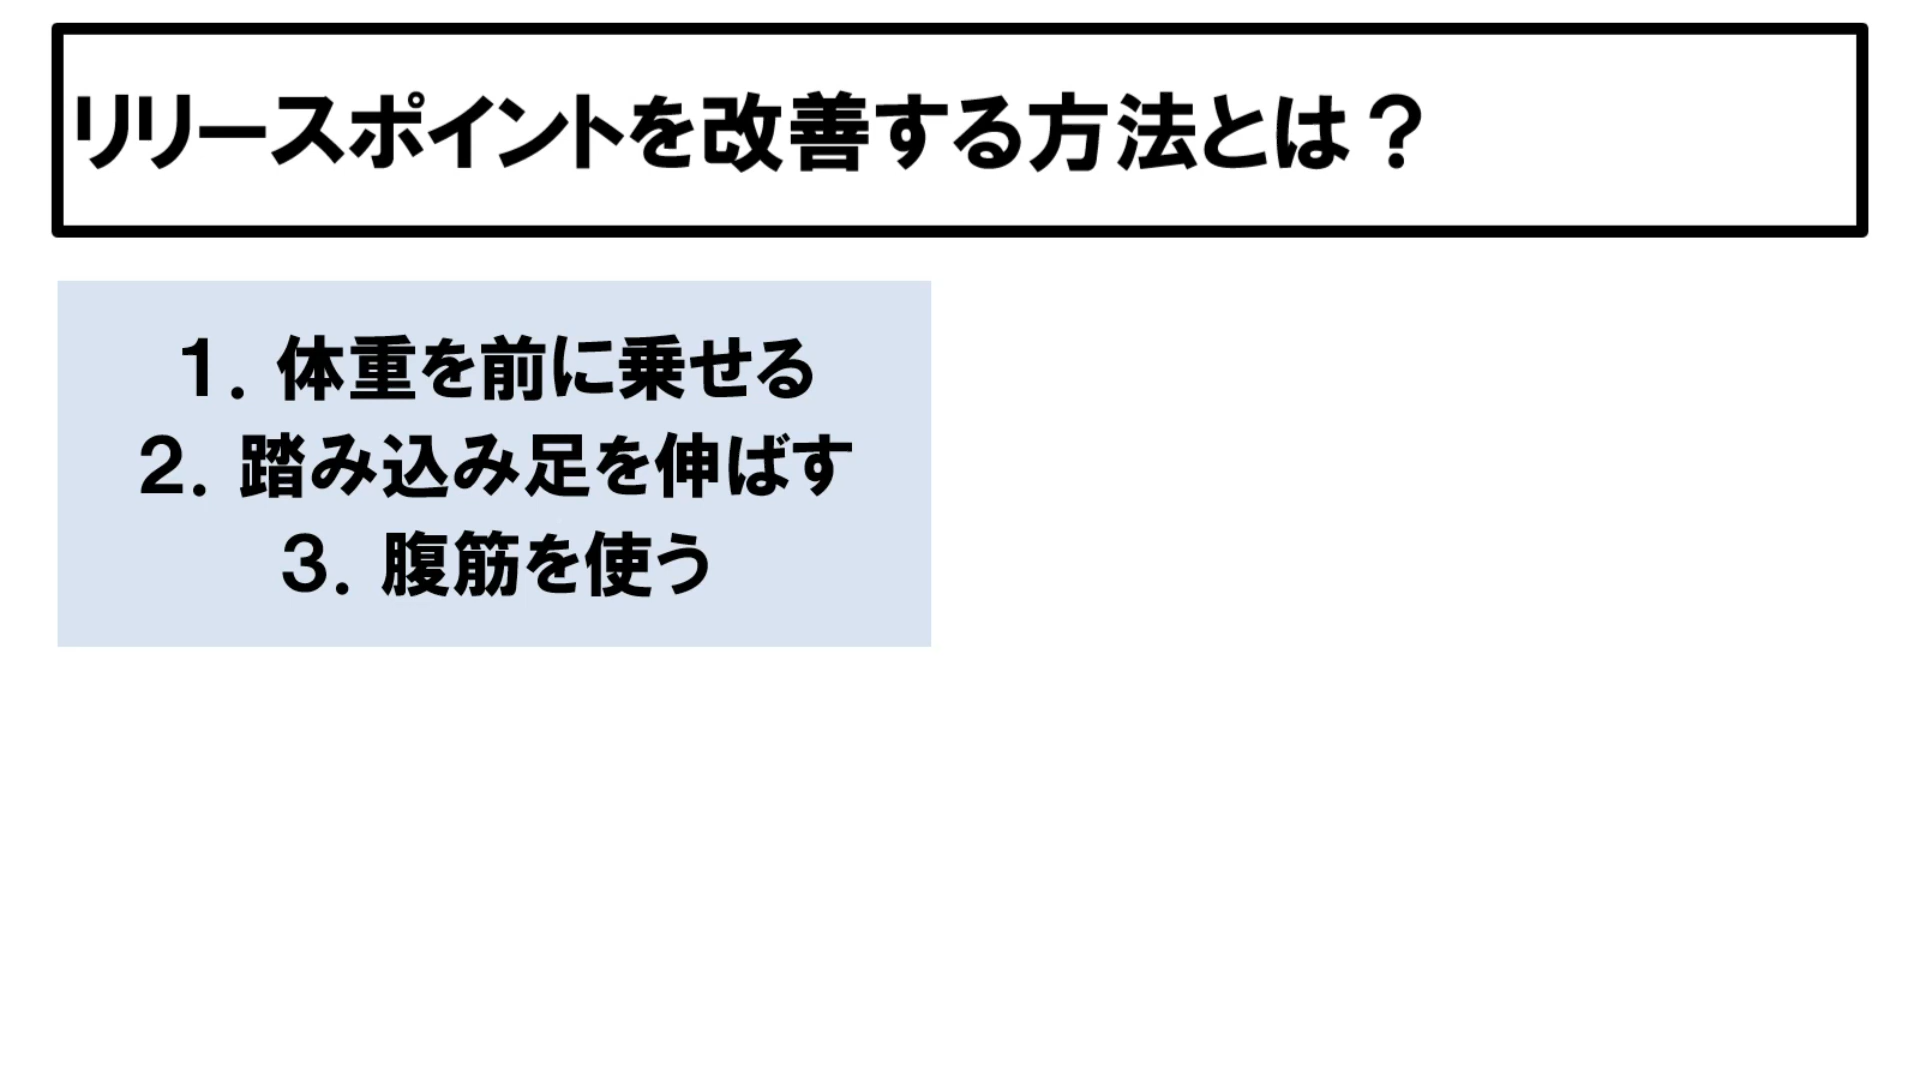 リリースポイントを改善する方法とは？
１．体重を前に乗せる
２．踏み込み足を伸ばす
３．腹筋を使う